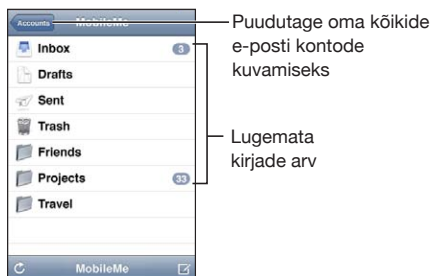 Accounts MobileMe
Inbox 3
Drafts
Sent
Trash
Friends
Projects 33
Travel
MobileMe
Puudutage oma kõikide
e-posti kontode
kuvamiseks
Lugemata
kirjade arv